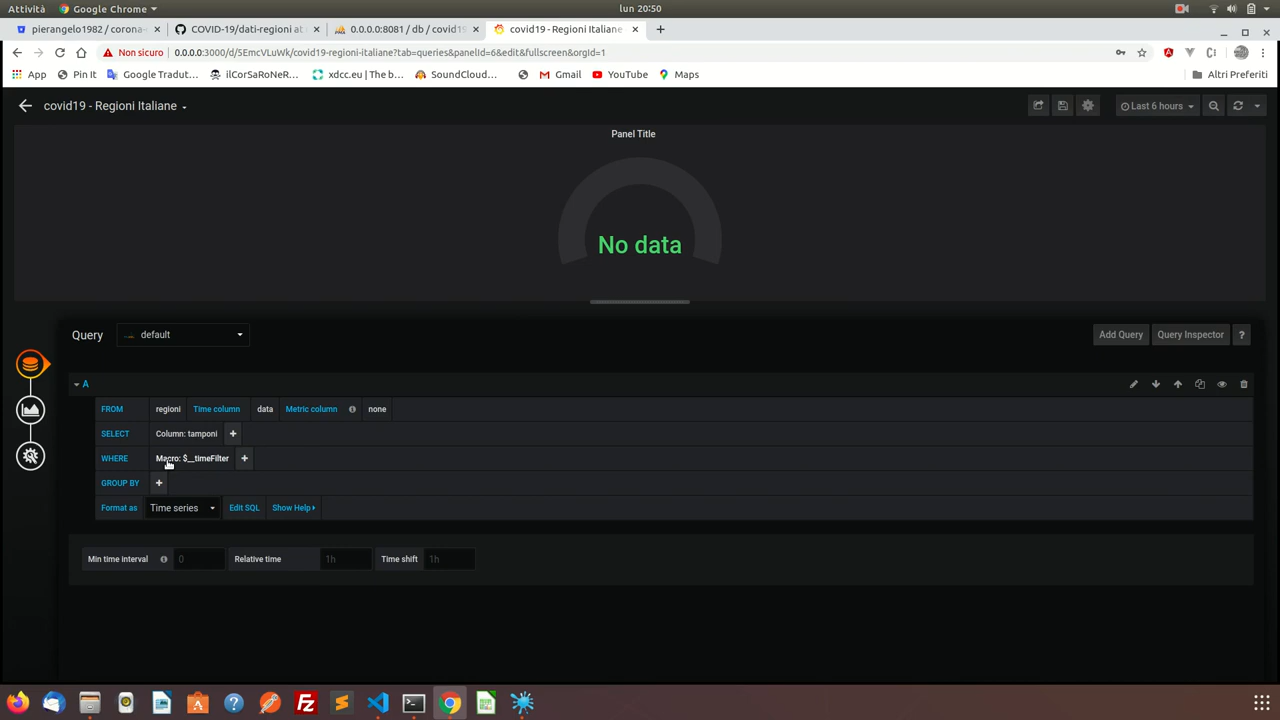 Attività
Google Chrome
lun 20:50
pierangelo1982 / corona-
COVID-19/dati-regioni at
0.0.0.0:8081 / db / covid19
covid19 - Regioni Italiane
Non sicuro
0.0.0.0:3000/d/5EmcVLuWk/covid19-regioni-italiane?tab=queries&panelId=6&edit&fullscreen&orgId=1
App
Pin It
Google Tradut...
ilCorSaRoNeR...
xdcc.eu | The b...
SoundCloud...
Gmail
YouTube
Maps
Altri Preferiti
covid19 - Regioni Italiane
Last 6 hours
Panel Title
No data
Query
default
Add Query
Query Inspector
?
A
FROM regioni Time column data Metric column none
SELECT Column: tamponi +
WHERE Macro: $__timeFilter +
GROUP BY +
Format as Time series Edit SQL Show Help
Min time interval 0 Relative time 1h Time shift 1h